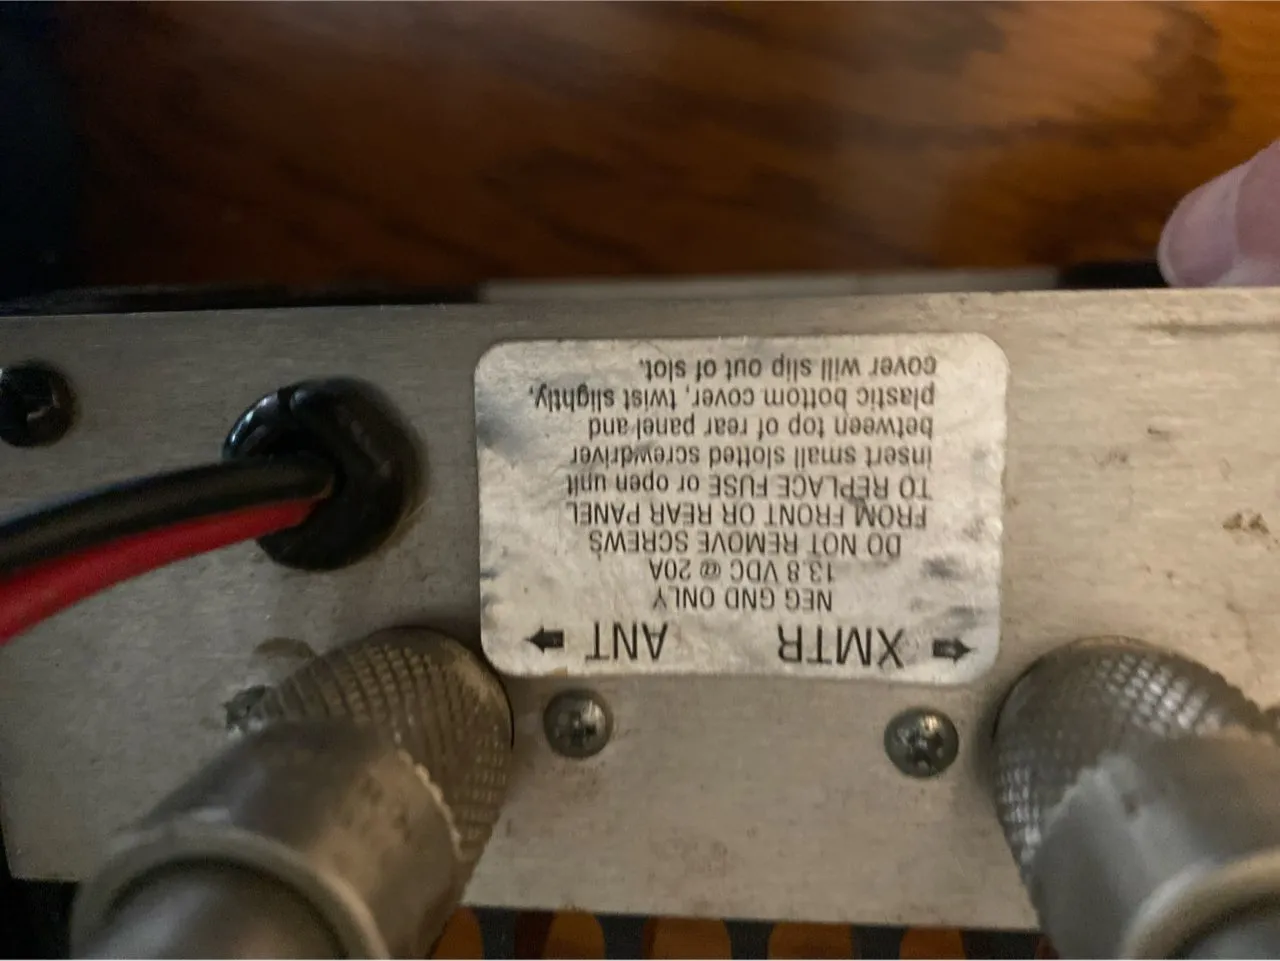 ← XMTR ANT →
NEG GND ONLY
13.8 VDC @ 20A
DO NOT REMOVE SCREWS
FROM FRONT OR REAR PANEL
TO REPLACE FUSE or open unit
insert small slotted screwdriver
between top of rear panel and
plastic bottom cover, twist slightly,
cover will slip out of slot.